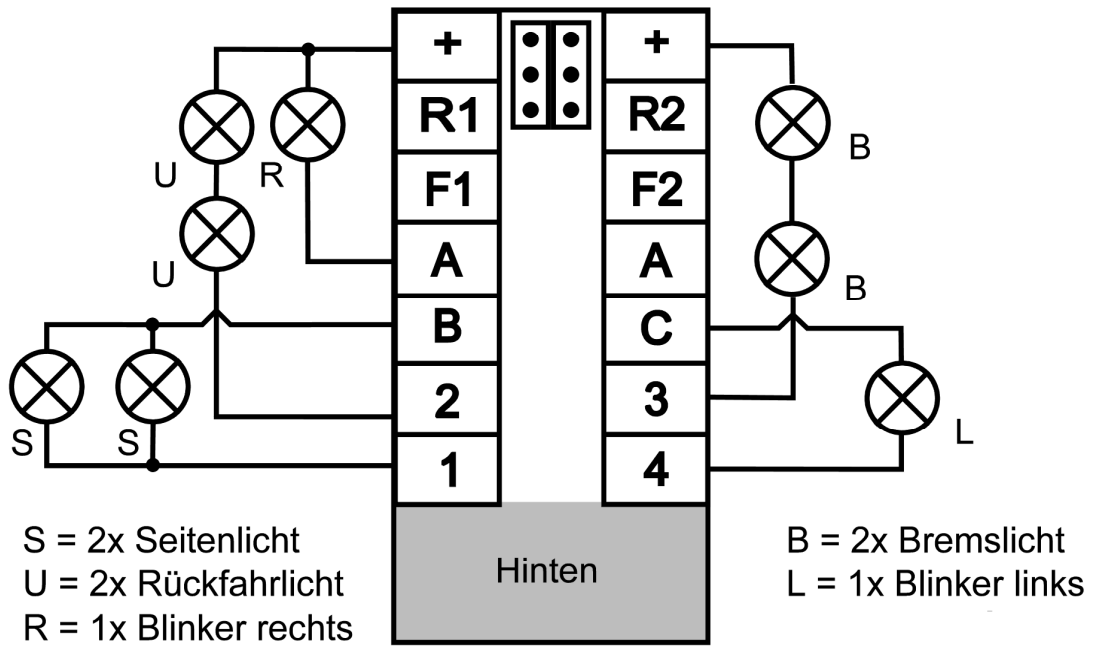 + +
R1 R2
F1 F2
A A
B C
2 3
1 4
U R
U
S S
B
B
L
Hinten
S = 2x Seitenlicht
U = 2x Rückfahrlicht
R = 1x Blinker rechts
B = 2x Bremslicht
L = 1x Blinker links